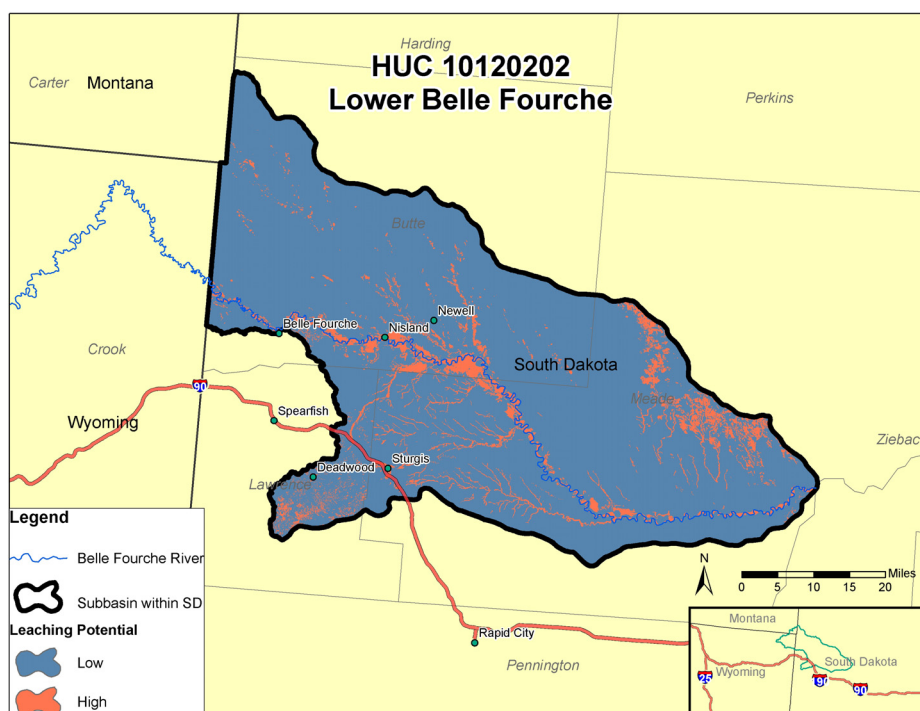 HUC 10120202
Lower Belle Fourche
Harding
Carter
Montana
Perkins
Butte
Newell
Belle Fourche
Nisland
Crook
South Dakota
90
Meade
Wyoming
Spearfish
Ziebac
Deadwood
Sturgis
Lawrence
Legend
Belle Fourche River
Subbasin within SD
Leaching Potential
Low
High
N
Miles
0 5 10 15 20
Rapid City
Pennington
Montana
Wyoming
South Dakota
25
90
90